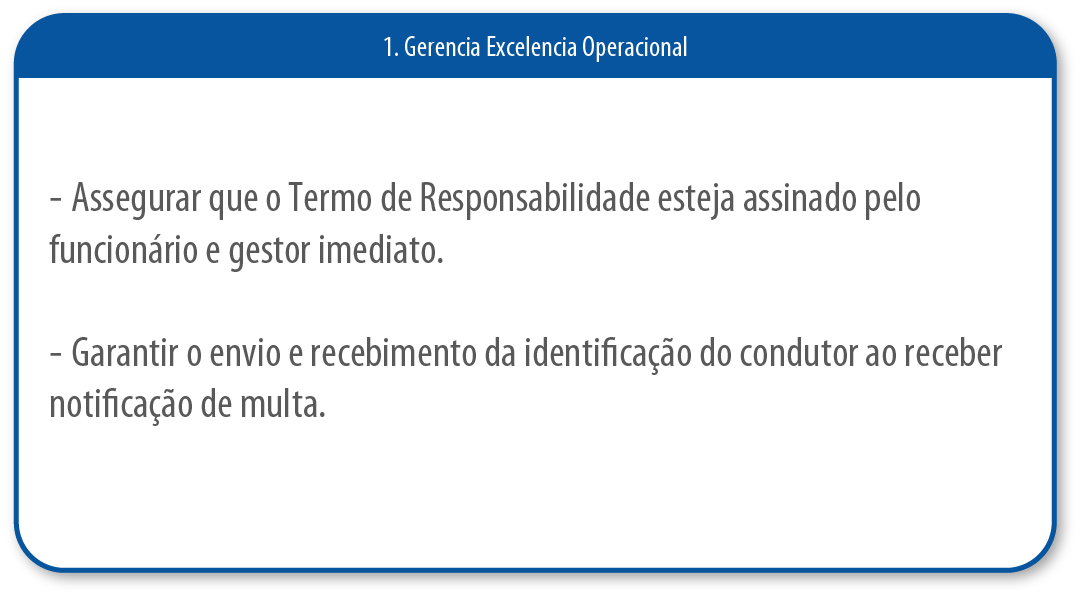 1. Gerencia Excelencia Operacional
- Assegurar que o Termo de Responsabilidade esteja assinado pelo
funcionário e gestor imediato.
- Garantir o envio e recebimento da identificação do condutor ao receber
notificação de multa.